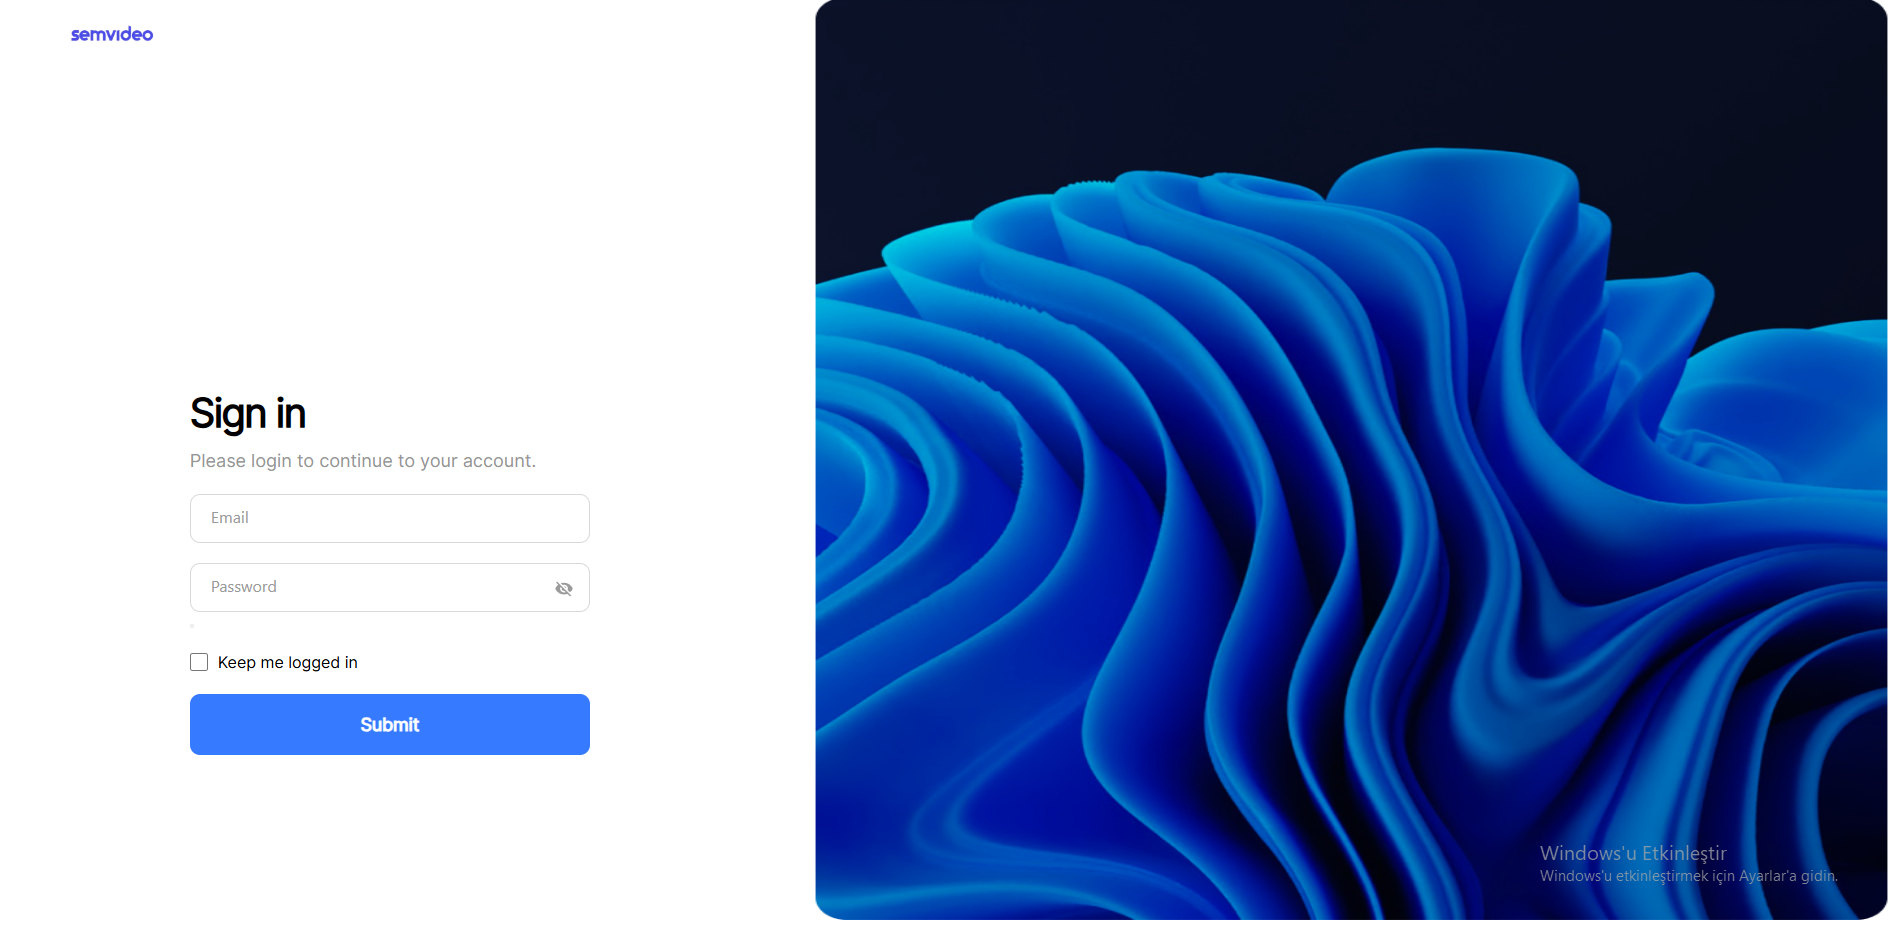 semvideo
Sign in
Please login to continue to your account.
Email
Password
Keep me logged in
Submit
Windows'u Etkinleştir
Windows'u etkinleştirmek için Ayarlar'a gidin.